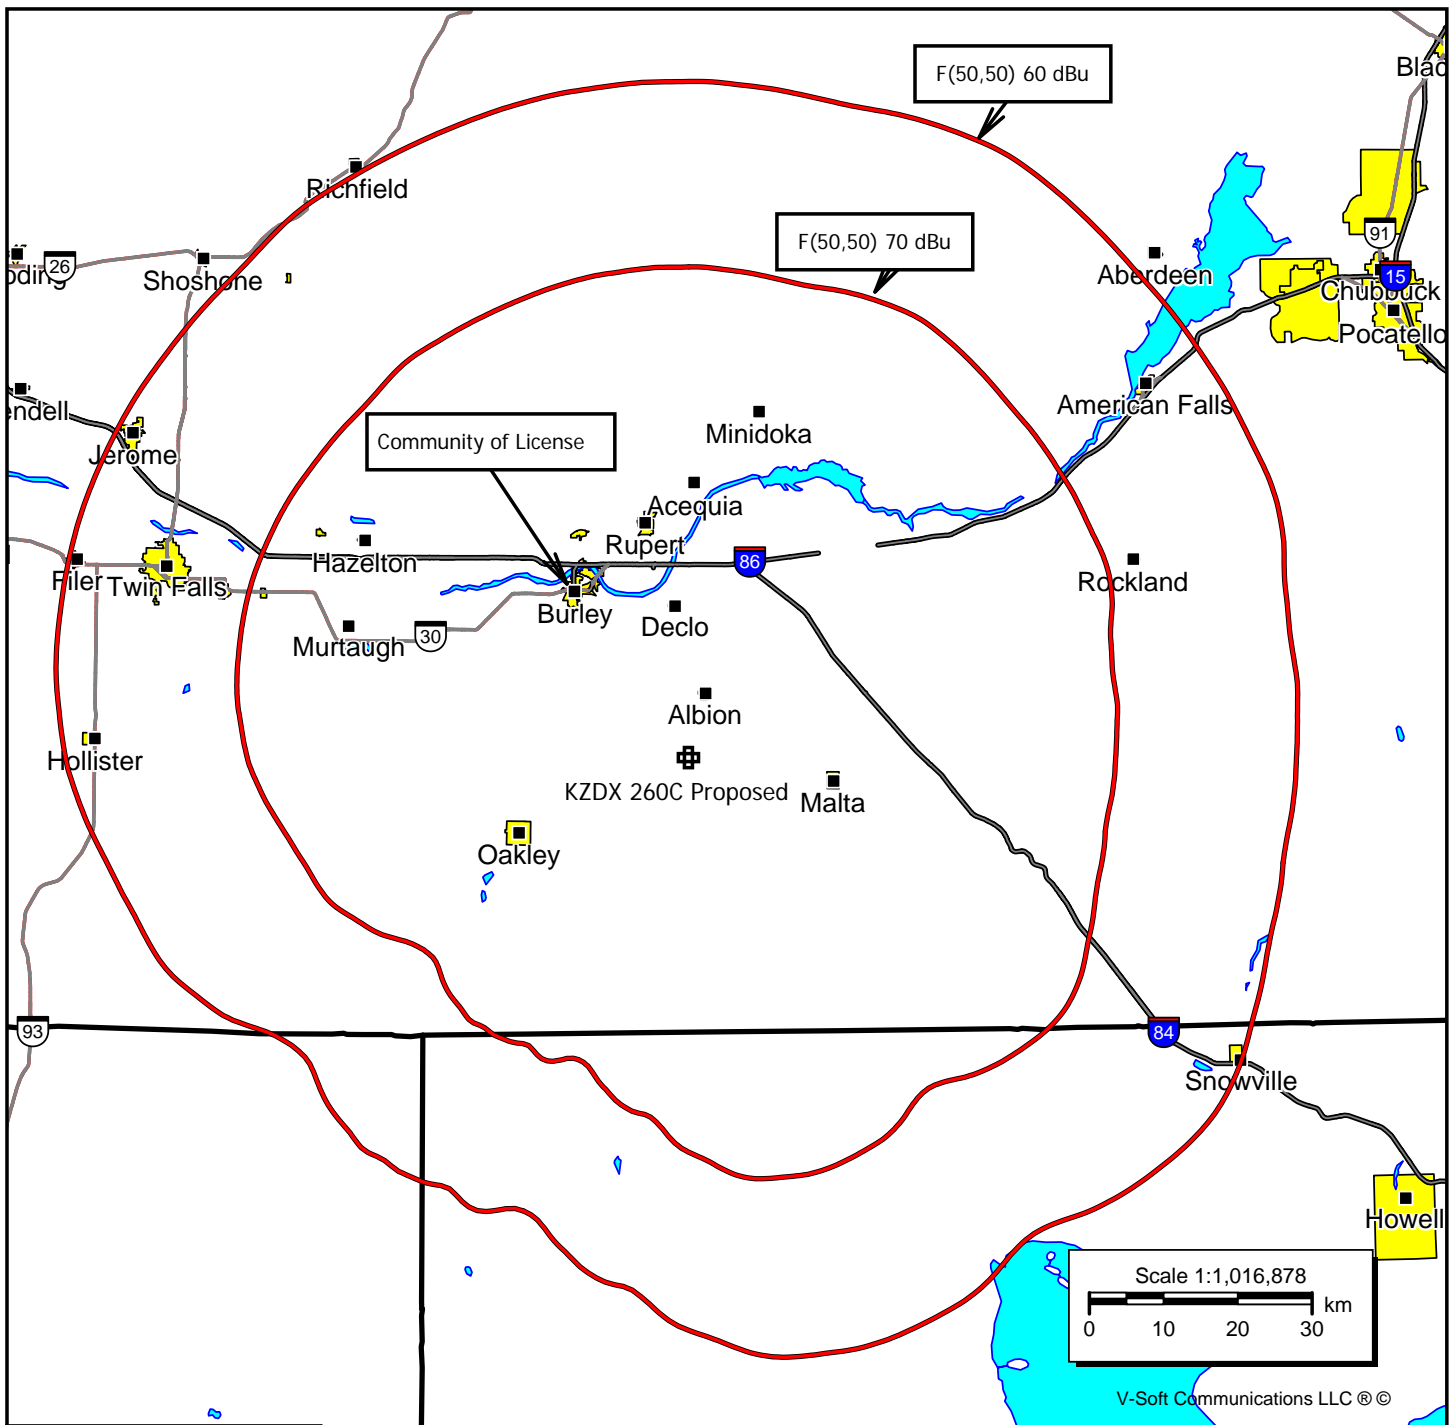 F(50,50) 60 dBu
Blac
Richfield
F(50,50) 70 dBu
91
oding
26
Shoshone
Aberdeen
15
Chubbuck
Pocatello
endell
American Falls
Jerome
Community of License
Minidoka
Acequia
Rupert
Hazelton
86
Filer
Twin Falls
Rockland
Burley
Declo
Murtaugh
30
Albion
Hollister
KZDX 260C Proposed
Malta
Oakley
93
84
Snowville
Howell
Scale 1:1,016,878
km
0 10 20 30
V-Soft Communications LLC ® ©